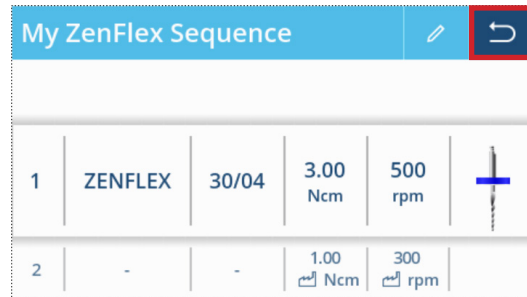 My ZenFlex Sequence
1 ZENFLEX 30/04 3.00 Ncm 500 rpm
2 - - 1.00 Ncm 300 rpm